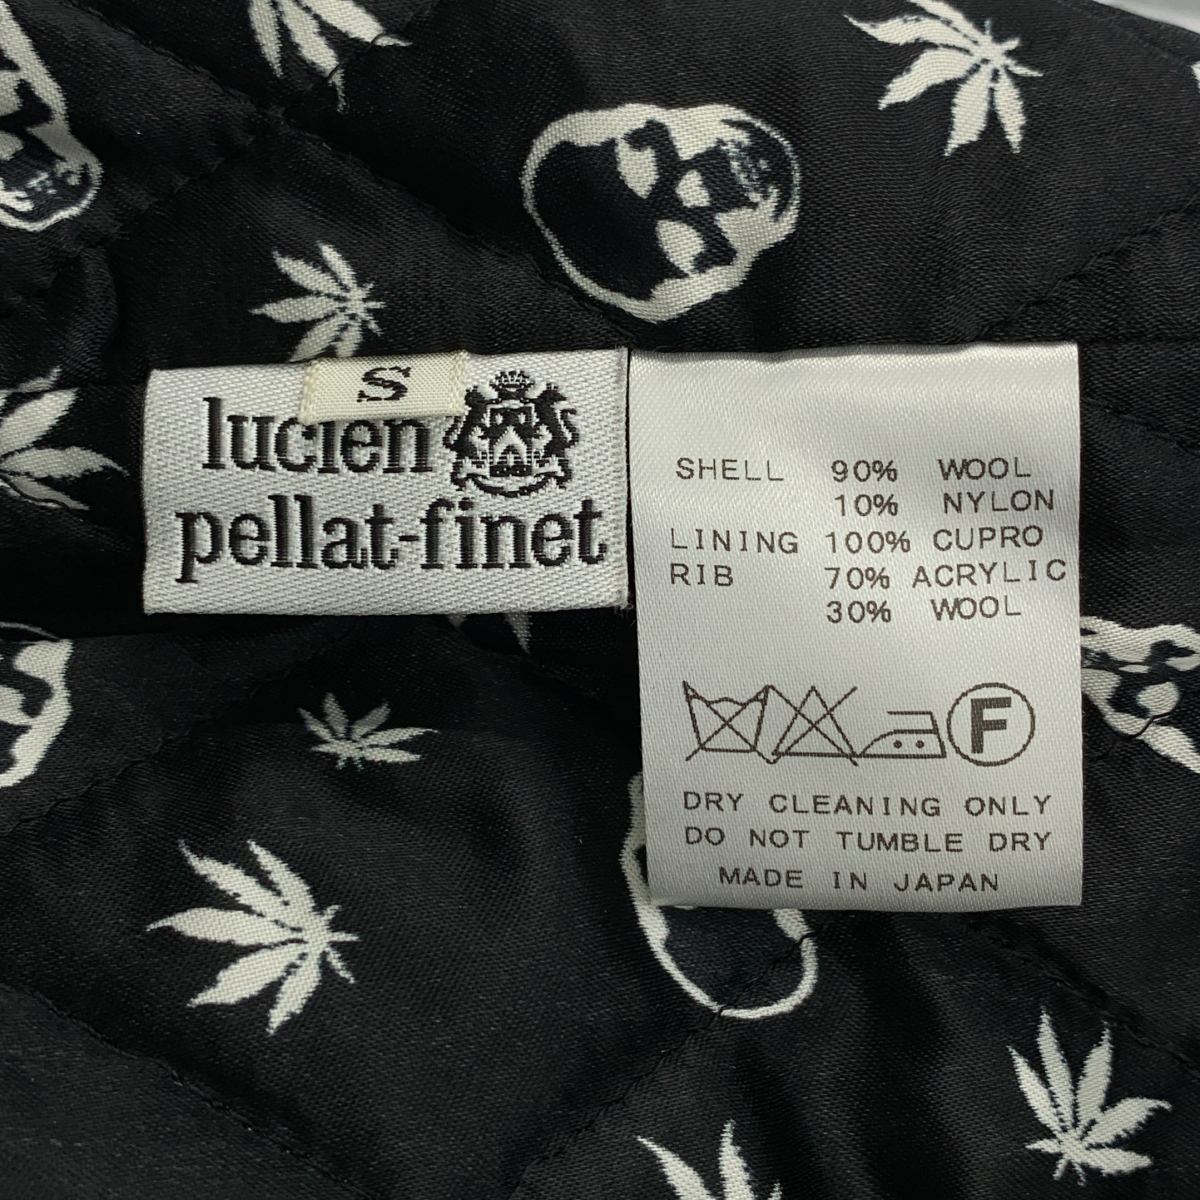 S
lucien
pellat-finet
SHELL 90% WOOL
10% NYLON
LINING 100% CUPRO
RIB 70% ACRYLIC
30% WOOL
F
DRY CLEANING ONLY
DO NOT TUMBLE DRY
MADE IN JAPAN